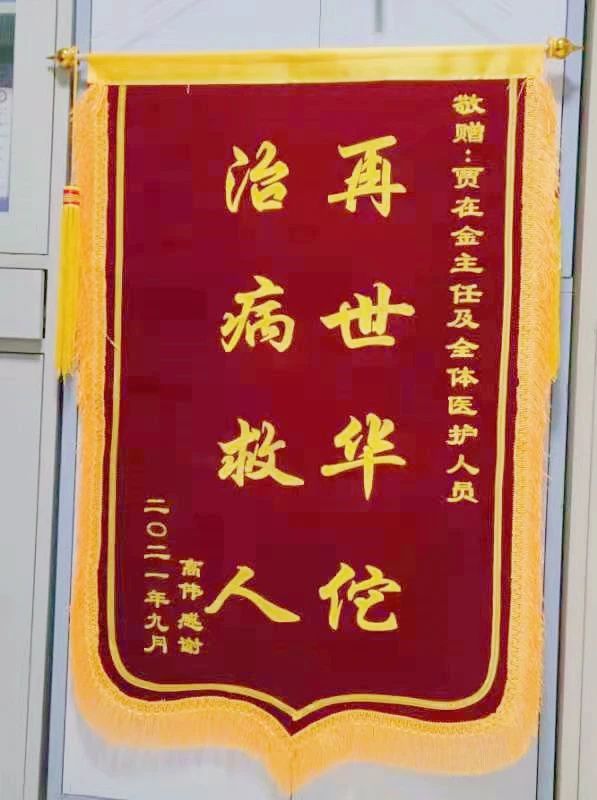 敬赠：贾在金主任及全体医护人员
再世华佗
治病救人
高伟感谢
二〇二一年九月